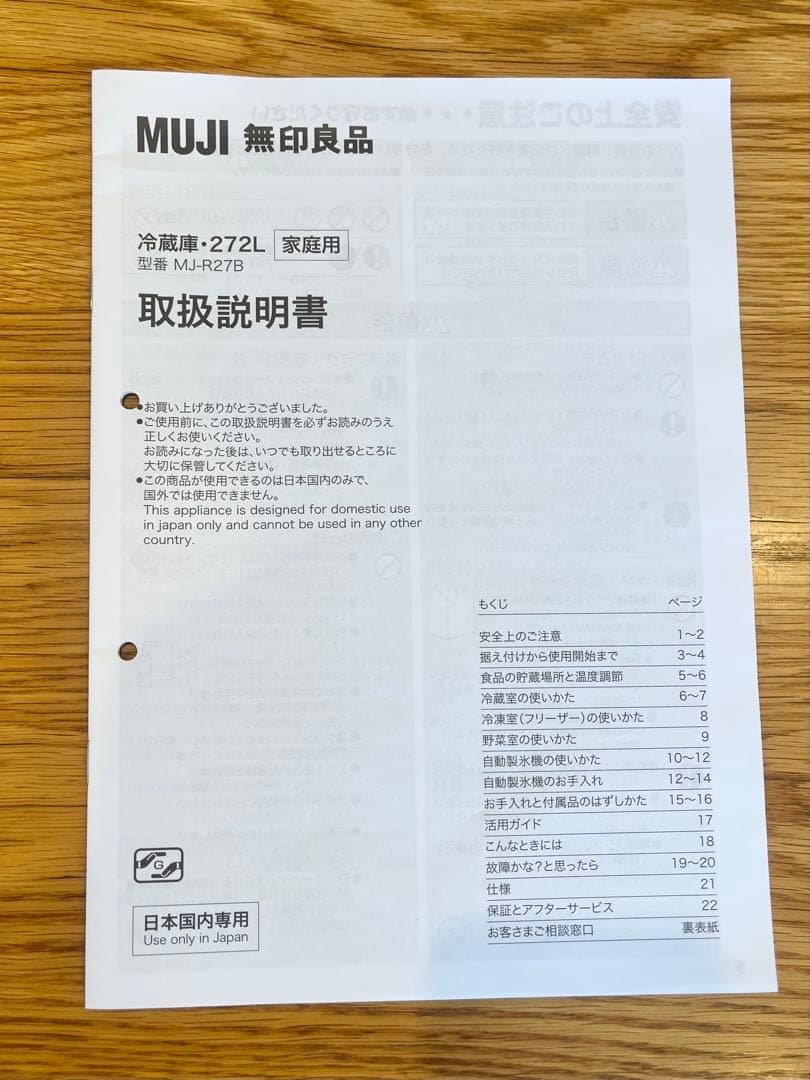 MUJI 無印良品
冷蔵庫・272L 家庭用
型番 MJ-R27B
取扱説明書
●お買い上げありがとうございました。
●ご使用前に、この取扱説明書を必ずお読みのうえ
正しくお使いください。
お読みになった後は、いつでも取り出せるところに
大切に保管してください。
●この商品が使用できるのは日本国内のみで、
国外では使用できません。
This appliance is designed for domestic use
in japan only and cannot be used in any other
country.
もくじ ページ
安全上のご注意 1〜2
据え付けから使用開始まで 3〜4
食品の貯蔵場所と温度調節 5〜6
冷蔵室の使いかた 6〜7
冷凍室(フリーザー)の使いかた 8
野菜室の使いかた 9
自動製氷機の使いかた 10〜12
自動製氷機のお手入れ 12〜14
お手入れと付属品のはずしかた 15〜16
活用ガイド 17
こんなときには 18
故障かな?と思ったら 19〜20
仕様 21
保証とアフターサービス 22
お客さまご相談窓口 裏表紙
G
日本国内専用
Use only in Japan